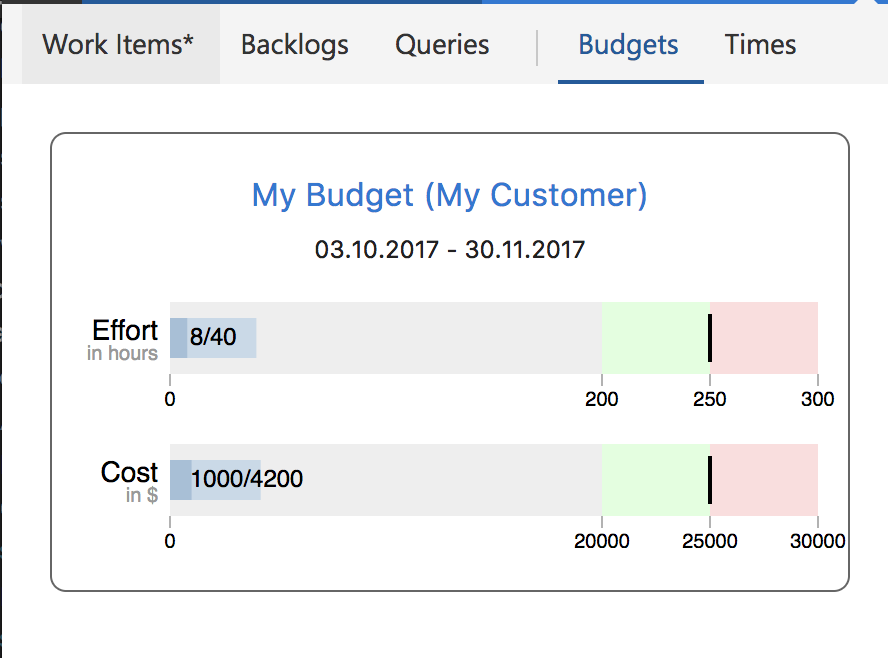 Work Items* Backlogs Queries Budgets Times
My Budget (My Customer)
03.10.2017 - 30.11.2017
Effort
8/40
in hours
0 200 250 300
Cost
1000/4200
in $
0 20000 25000 30000